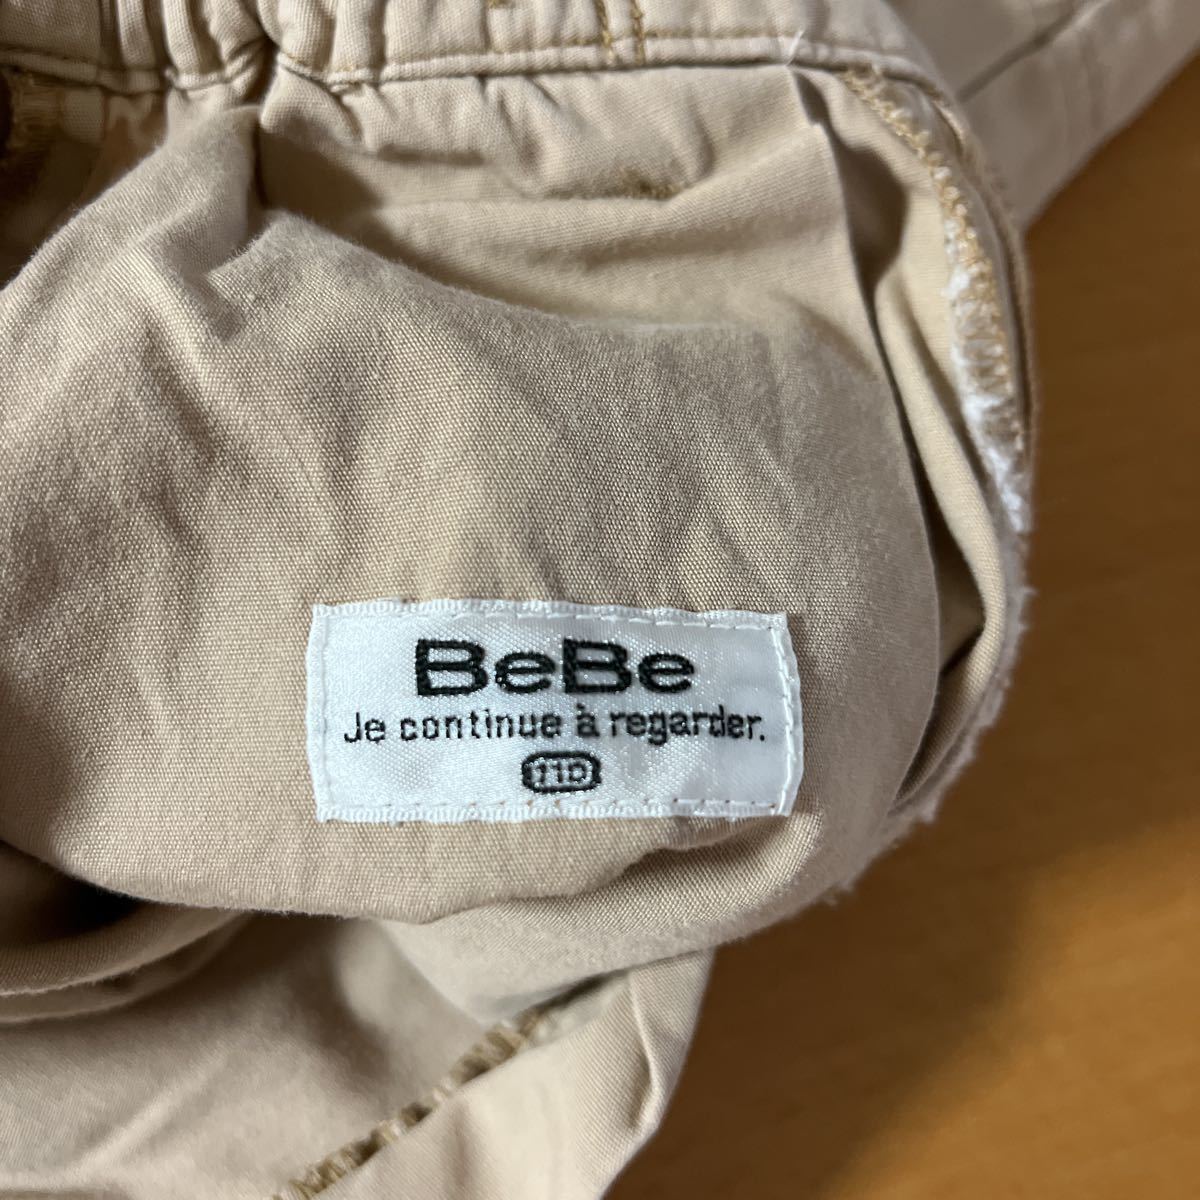 BeBe
Je continue à regarder.
110